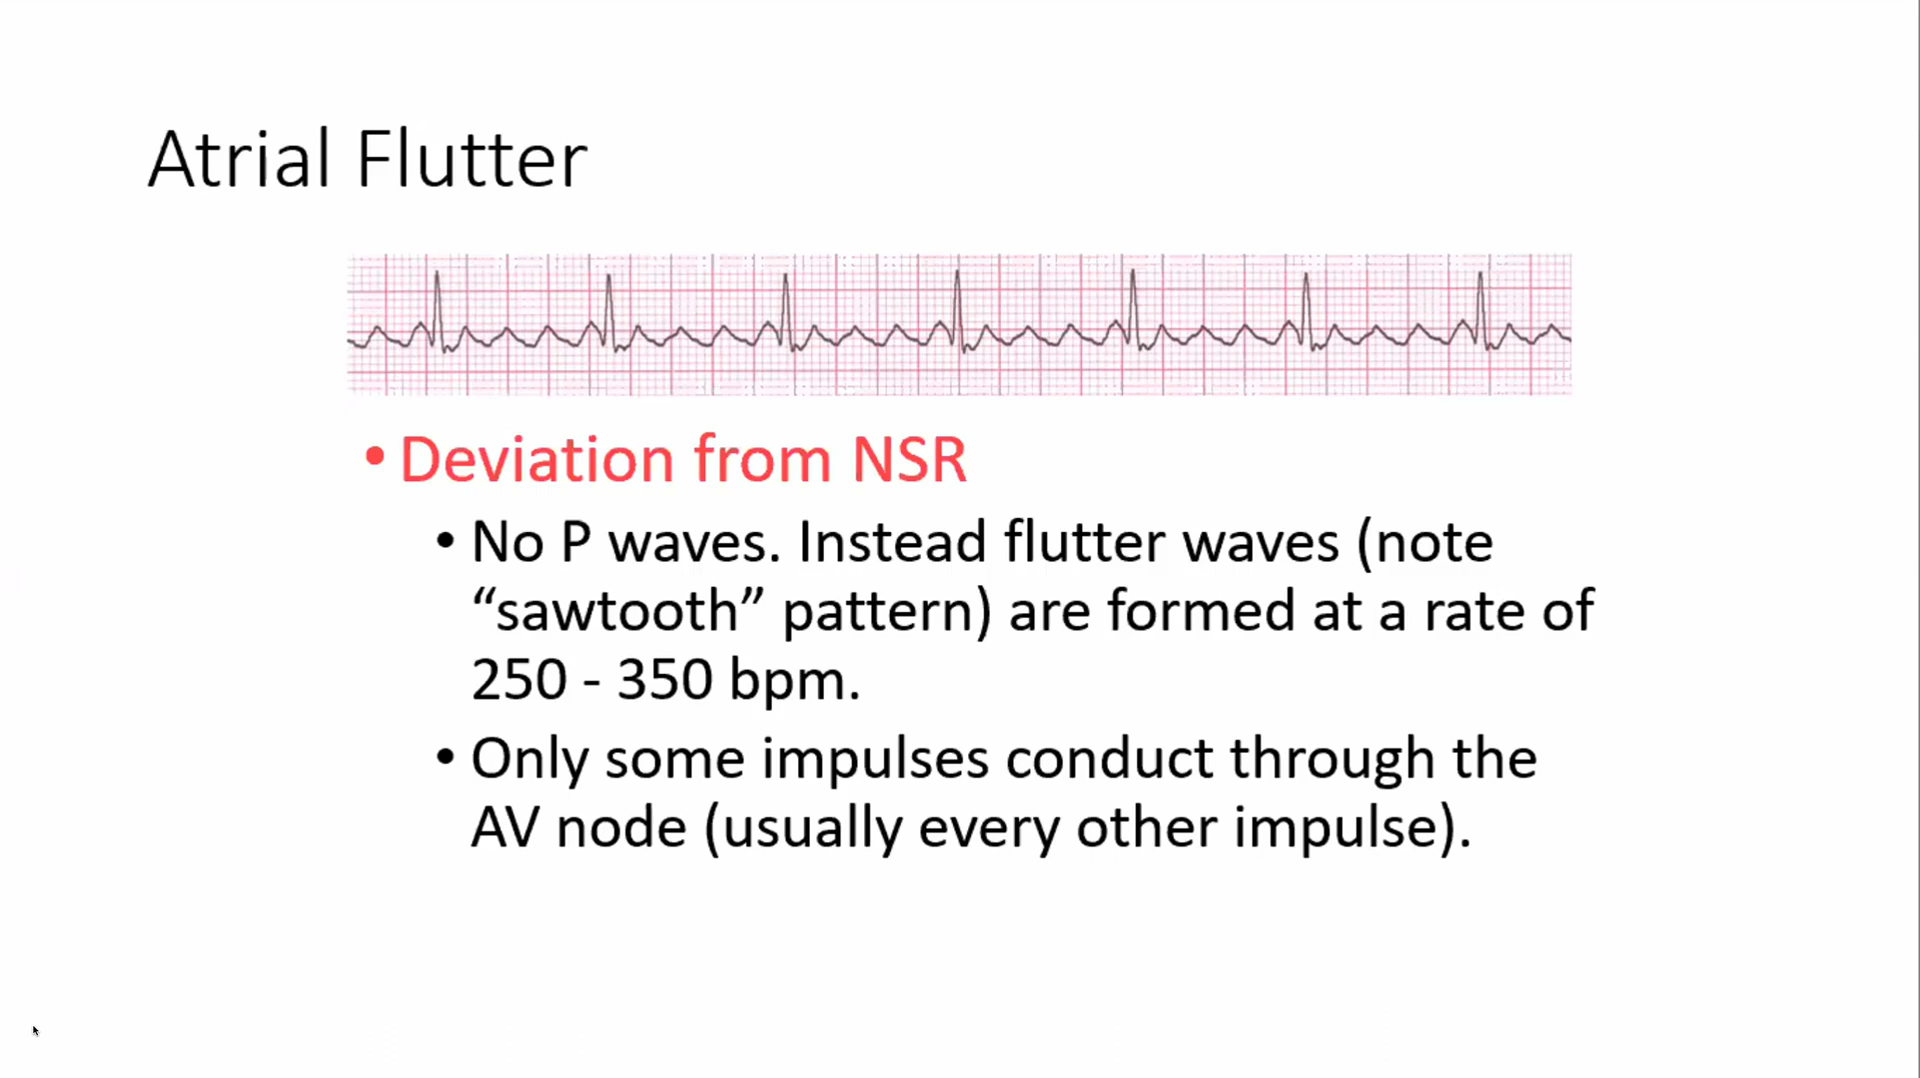 Atrial Flutter
• Deviation from NSR
• No P waves. Instead flutter waves (note
“sawtooth” pattern) are formed at a rate of
250 - 350 bpm.
• Only some impulses conduct through the
AV node (usually every other impulse).